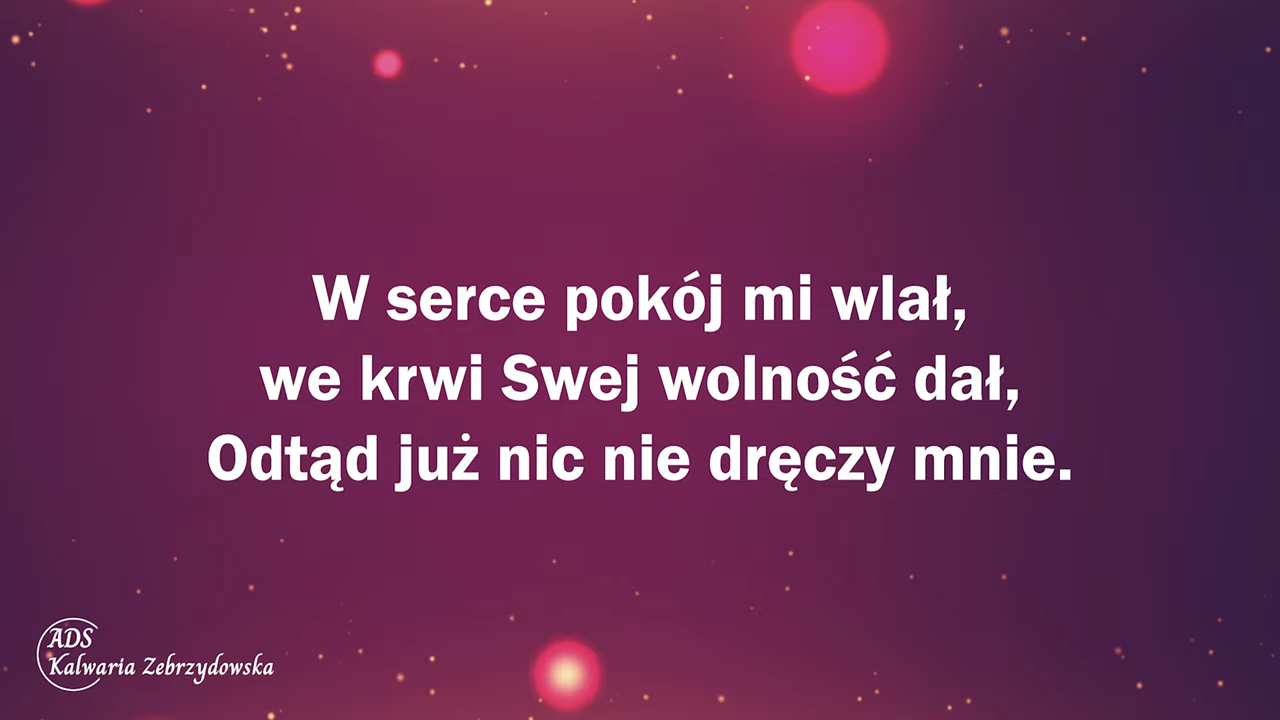 W serce pokój mi wlał,
we krwi Swej wolność dał,
Odtąd już nic nie dręczy mnie.
ADS
Kalwaria Zebrzydowska